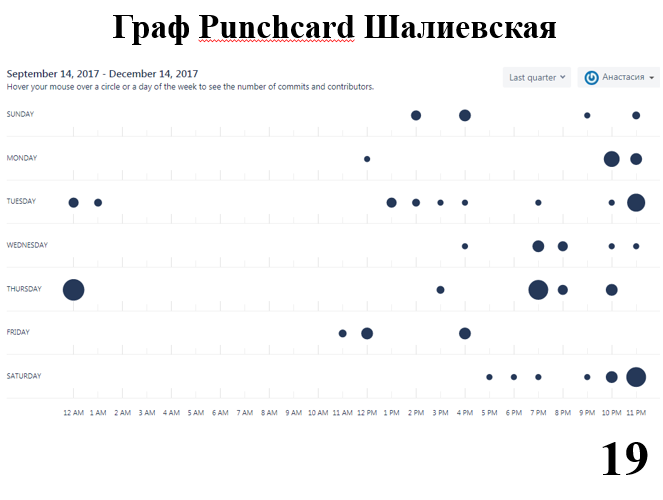 Граф Punchcard Шалиевская
September 14, 2017 - December 14, 2017
Hover your mouse over a circle or a day of the week to see the number of commits and contributors.
Last quarter
Анастасия
SUNDAY
MONDAY
TUESDAY
WEDNESDAY
THURSDAY
FRIDAY
SATURDAY
12 AM 1 AM 2 AM 3 AM 4 AM 5 AM 6 AM 7 AM 8 AM 9 AM 10 AM 11 AM 12 PM 1 PM 2 PM 3 PM 4 PM 5 PM 6 PM 7 PM 8 PM 9 PM 10 PM 11 PM
19